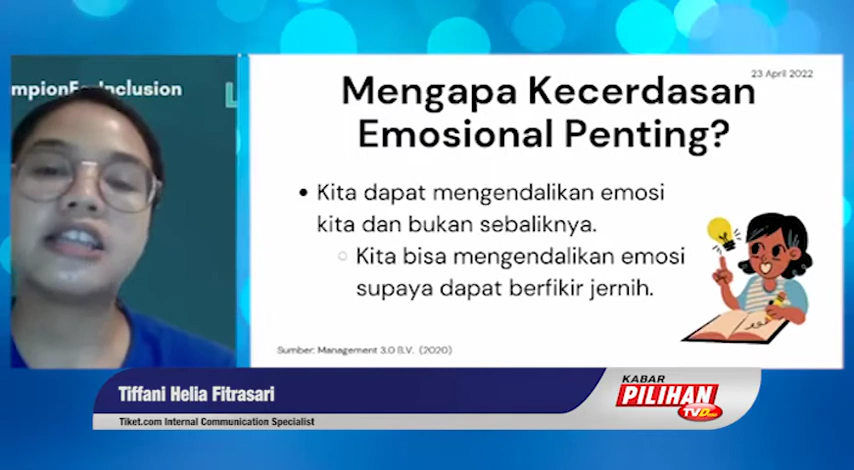 mpionForInclusion
23 April 2022
Mengapa Kecerdasan
Emosional Penting?
Kita dapat mengendalikan emosi
kita dan bukan sebaliknya.
Kita bisa mengendalikan emosi
supaya dapat berfikir jernih.
Sumber: Management 3.0 B.V. (2020)
Tiffani Helia Fitrasari
Tiket.com Internal Communication Specialist
KABAR
PILIHAN